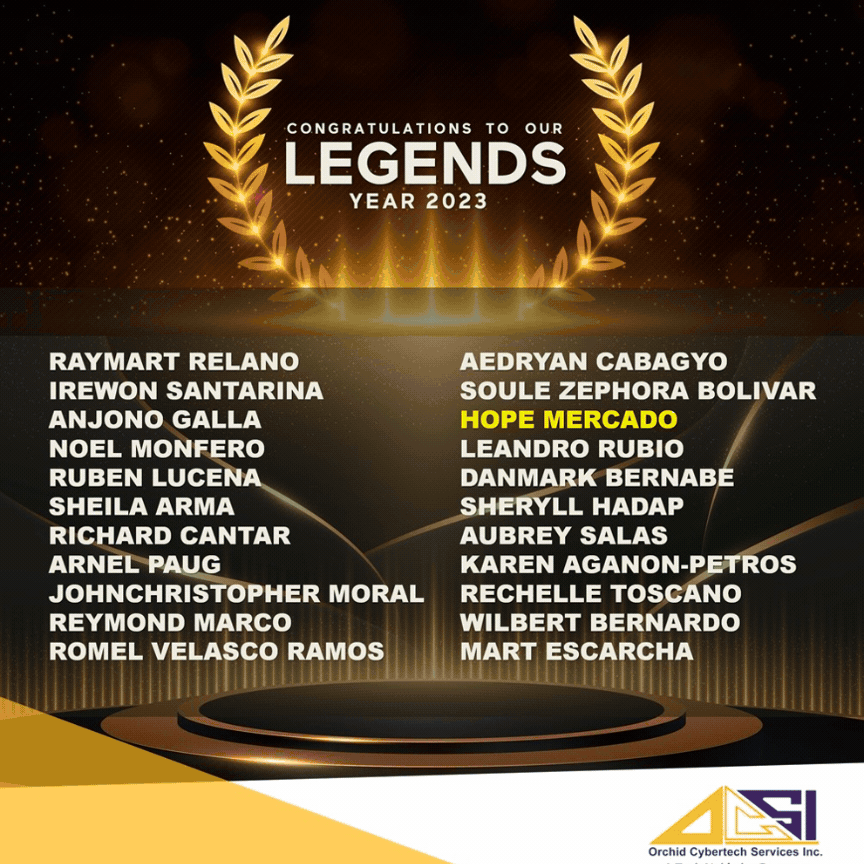 CONGRATULATIONS TO OUR
LEGENDS
YEAR 2023
RAYMART RELANO
IREWON SANTARINA
ANJONO GALLA
NOEL MONFERO
RUBEN LUCENA
SHEILA ARMA
RICHARD CANTAR
ARNEL PAUG
JOHNCHRISTOPHER MORAL
REYMOND MARCO
ROMEL VELASCO RAMOS
AEDRYAN CABAGYO
SOULE ZEPHORA BOLIVAR
HOPE MERCADO
LEANDRO RUBIO
DANMARK BERNABE
SHERYLL HADAP
AUBREY SALAS
KAREN AGANON-PETROS
RECHELLE TOSCANO
WILBERT BERNARDO
MART ESCARCHA
OCSI
Orchid Cybertech Services Inc.